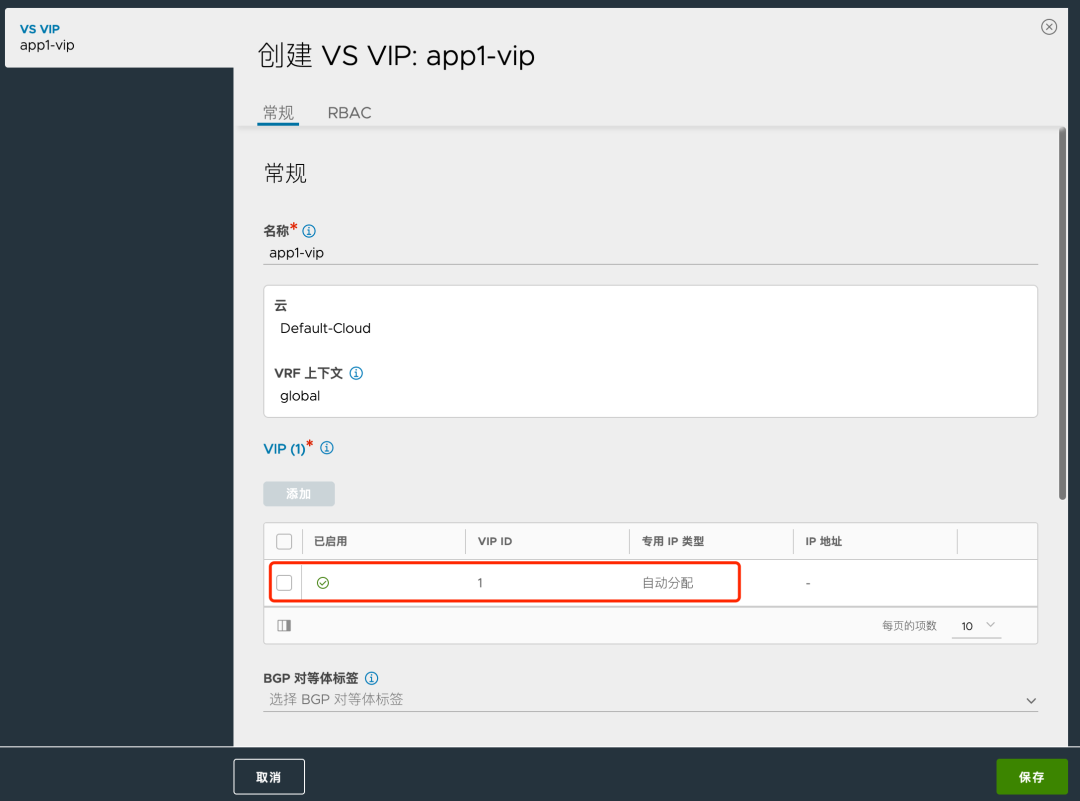 VS VIP
app1-vip
创建 VS VIP: app1-vip
常规 RBAC
常规
名称*
app1-vip
云
Default-Cloud
VRF 上下文
global
VIP (1)*
添加
已启用 VIP ID 专用 IP 类型 IP 地址
1 自动分配 -
每页的项数 10
BGP 对等体标签
选择 BGP 对等体标签
取消 保存